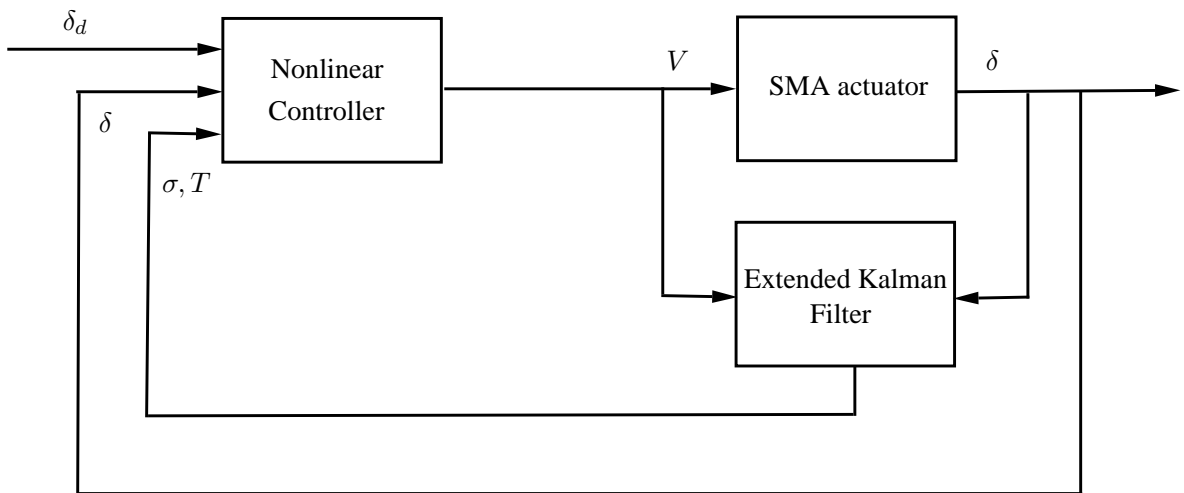 δ_d
Nonlinear
Controller
V
SMA actuator
δ
δ
σ, T
Extended Kalman
Filter